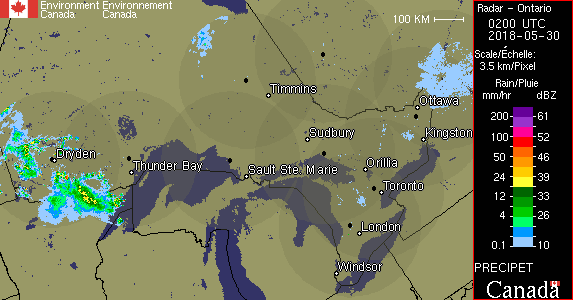 Environment Environnement
Canada Canada
100 KM
Timmins
Ottawa
Sudbury
Kingston
Dryden
Thunder Bay
Sault Ste. Marie
Orillia
Toronto
London
Windsor
Radar - Ontario
0200 UTC
2018-05-30
Scale/Échelle:
3.5 km/Pixel
Rain/Pluie
mm/hr dBZ
200 61
100 52
50 46
24 39
12 33
4 26
0.1 10
PRECIPET
Canada